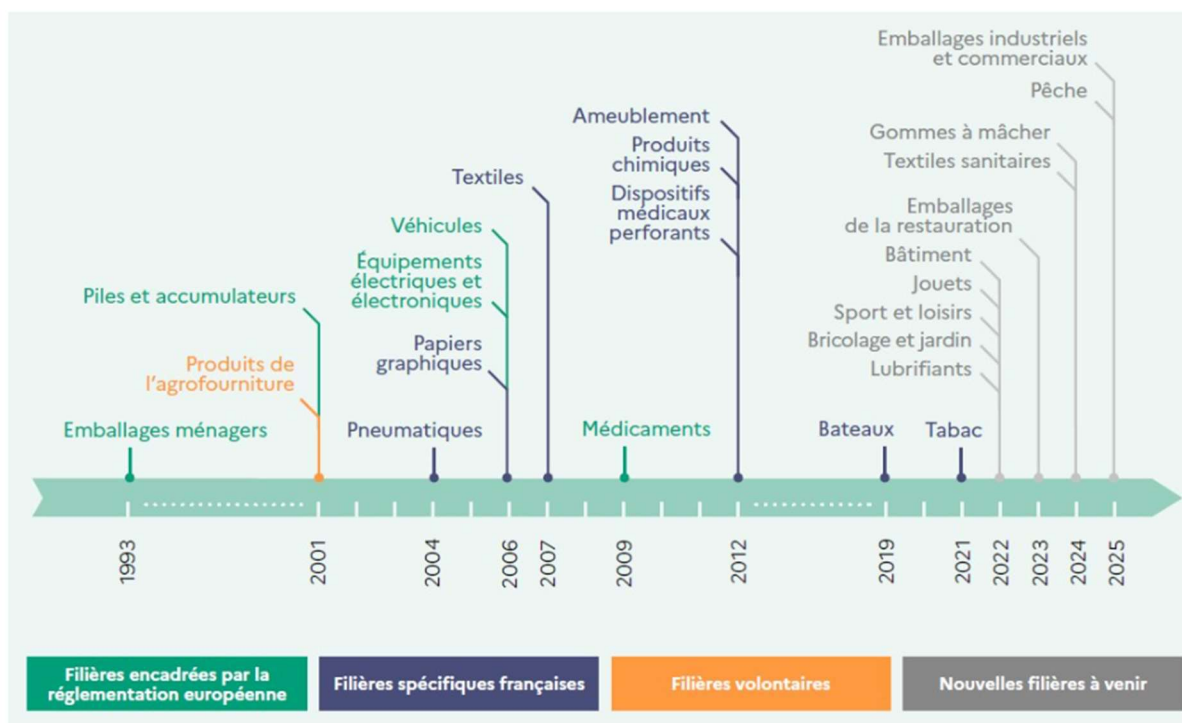 Emballages industriels
et commerciaux
Pêche
Ameublement
Gommes à mâcher
Produits
chimiques
Textiles sanitaires
Textiles
Dispositifs
médicaux
perforants
Emballages
de la restauration
Véhicules
Bâtiment
Équipements
électriques et
électroniques
Jouets
Piles et accumulateurs
Sport et loisirs
Papiers
graphiques
Bricolage et jardin
Produits de
l'agrofourniture
Lubrifiants
Emballages ménagers
Pneumatiques
Médicaments
Bateaux
Tabac
1993
2001
2004
2006
2007
2009
2012
2019
2021
2022
2023
2024
2025
Filières encadrées par la
réglementation européenne
Filières spécifiques françaises
Filières volontaires
Nouvelles filières à venir